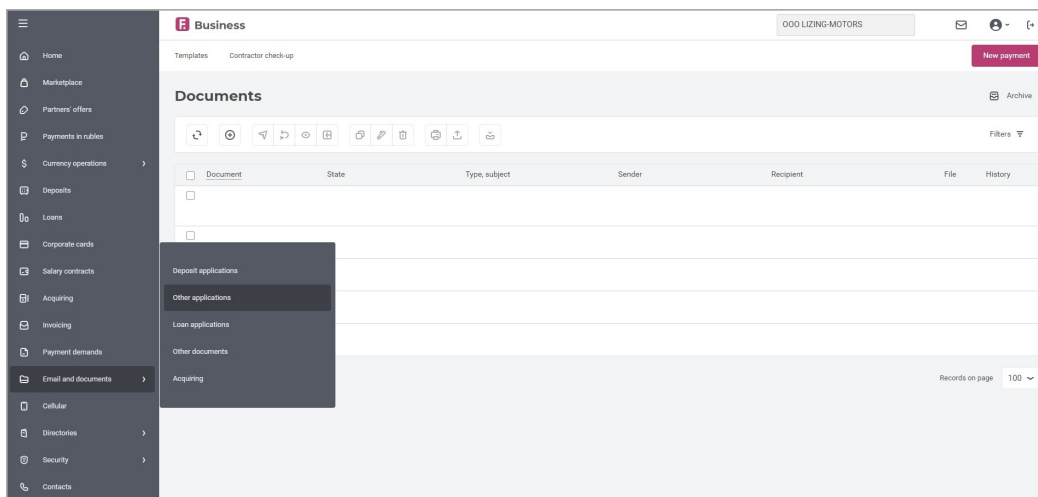 Business
OOO LIZING-MOTORS
Home
Templates Contractor check-up
New payment
Marketplace
Documents
Archive
Partners' offers
Payments in rubles
Filters
Currency operations
Document State Type, subject Sender Recipient File History
Deposits
Loans
Corporate cards
Salary contracts
Deposit applications
Acquiring
Other applications
Invoicing
Loan applications
Payment demands
Other documents
Email and documents
Acquiring
Records on page 100
Cellular
Directories
Security
Contacts